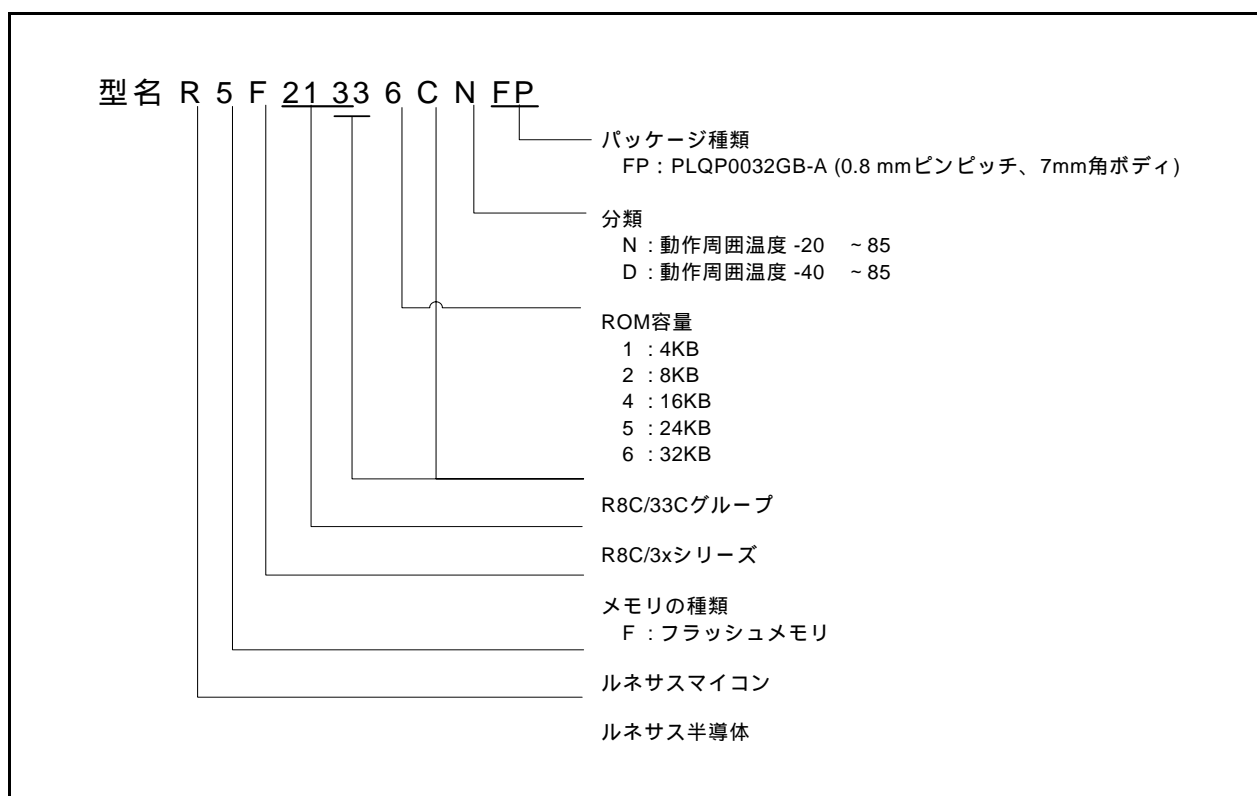 型名 R 5 F 21 33 6 C N FP
パッケージ種類
FP : PLQP0032GB-A (0.8 mmピンピッチ、7mm角ボディ)
分類
N : 動作周囲温度 -20 ~ 85
D : 動作周囲温度 -40 ~ 85
ROM容量
1 : 4KB
2 : 8KB
4 : 16KB
5 : 24KB
6 : 32KB
R8C/33Cグループ
R8C/3xシリーズ
メモリの種類
F : フラッシュメモリ
ルネサスマイコン
ルネサス半導体